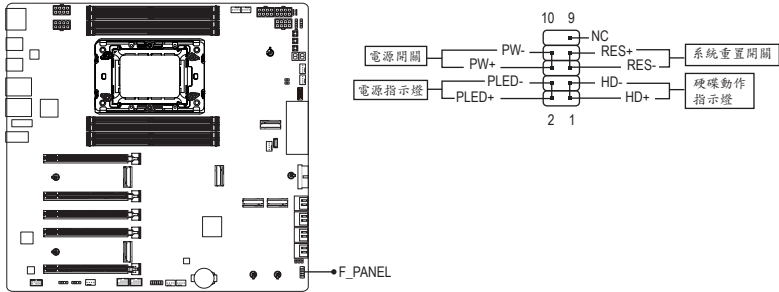 10 9
NC
電源開關
PW-
RES+
系統重置開關
PW+
RES-
電源指示燈
PLED-
HD-
硬碟動作
指示燈
PLED+
HD+
2 1
F_PANEL